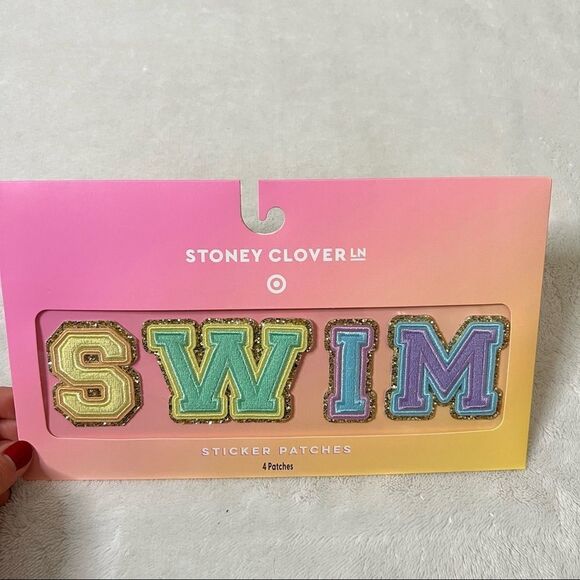 STONEY CLOVER LN
SWIM
STICKER PATCHES
4 Patches